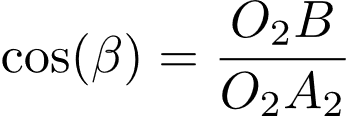 cos(β) = O₂B / O₂A₂